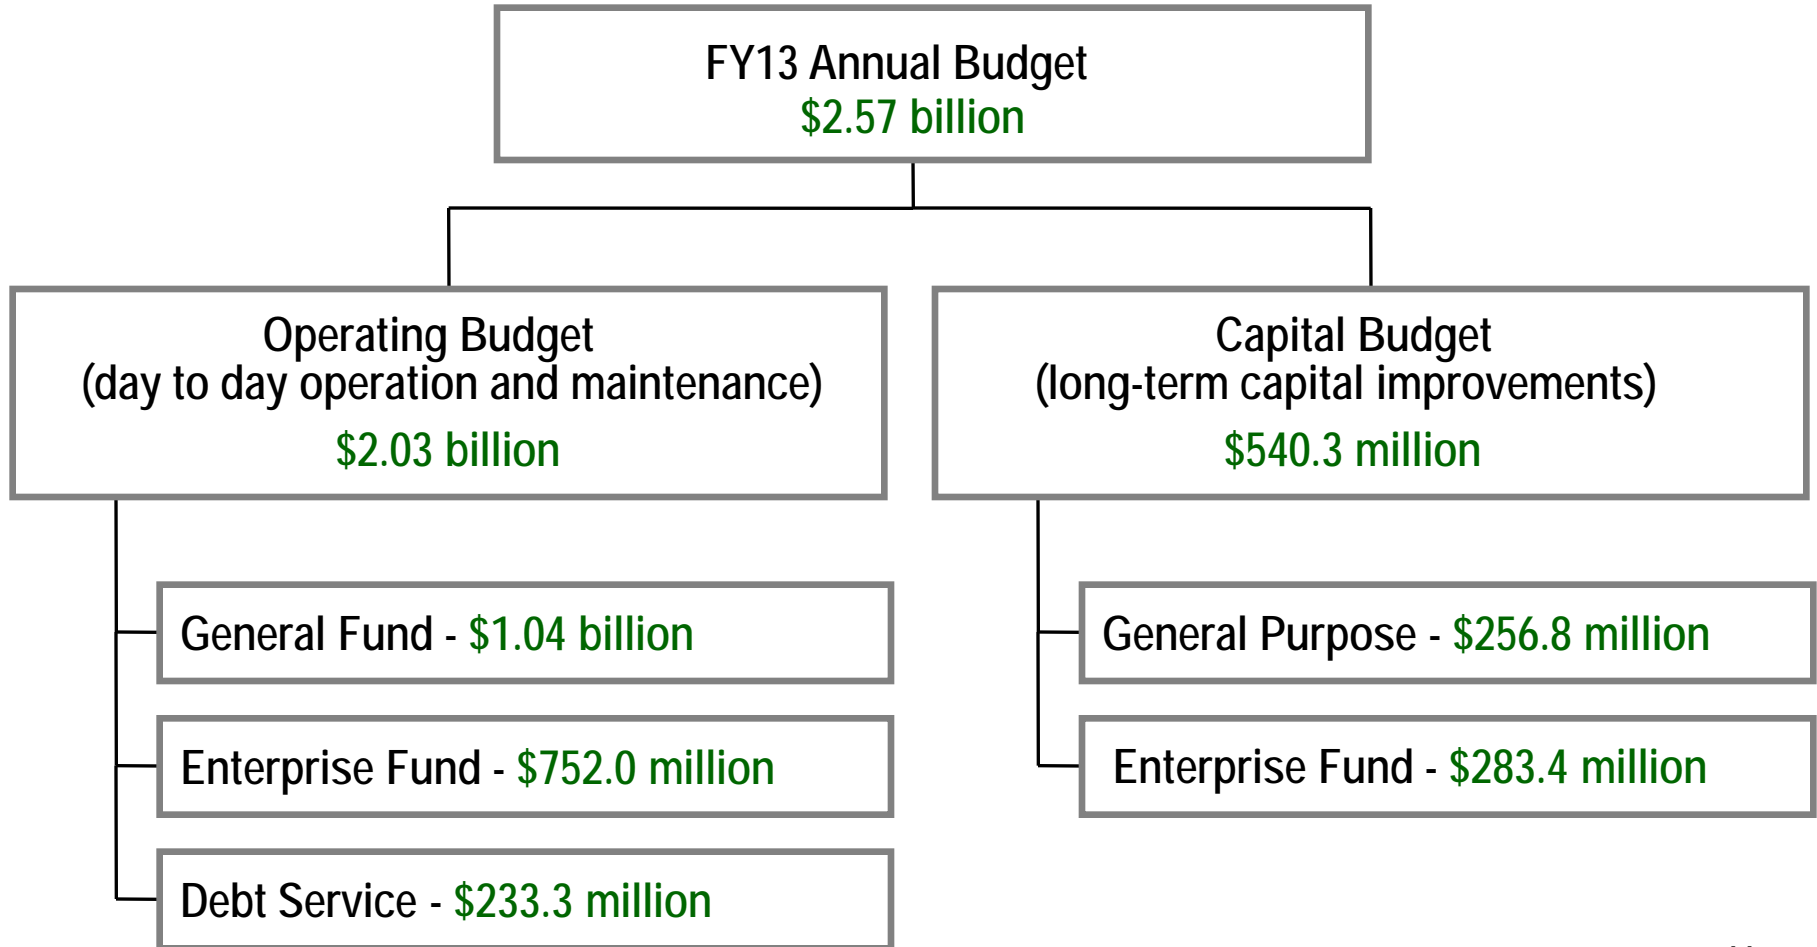 FY13 Annual Budget
$2.57 billion
Operating Budget
(day to day operation and maintenance)
$2.03 billion
Capital Budget
(long-term capital improvements)
$540.3 million
General Fund - $1.04 billion
Enterprise Fund - $752.0 million
Debt Service - $233.3 million
General Purpose - $256.8 million
Enterprise Fund - $283.4 million